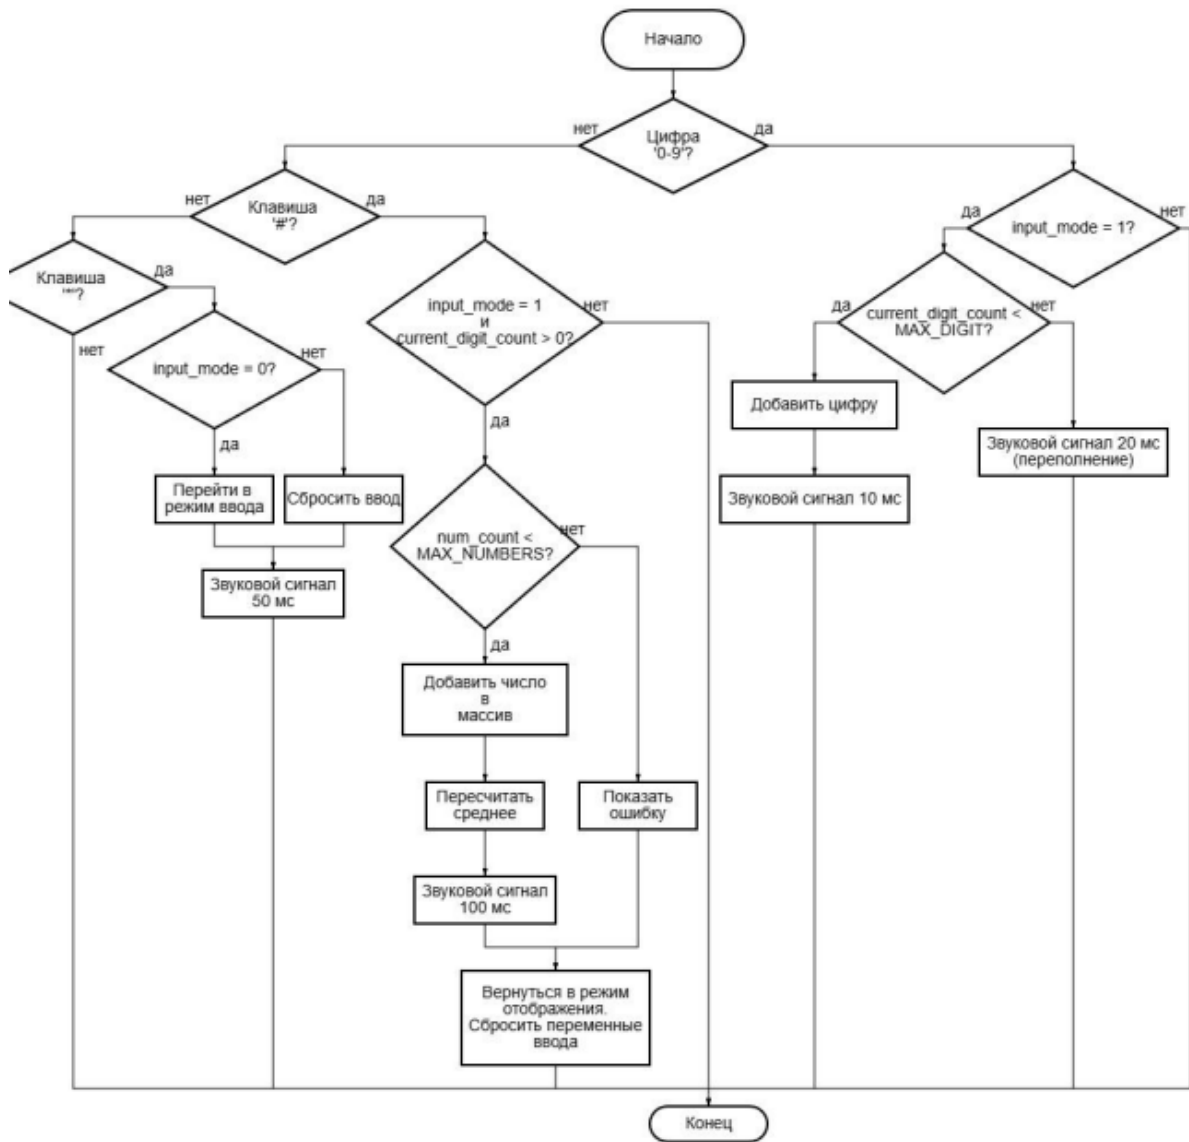 Начало
нет
да
Цифра
'0-9'?
нет
да
Клавиша
'#'?
да
нет
input_mode = 1?
Клавиша
'*'?
да
нет
input_mode = 1
и
current_digit_count > 0?
нет
да
нет
current_digit_count <
MAX_DIGIT?
нет
input_mode = 0?
да
да
Добавить цифру
Звуковой сигнал 20 мс
(переполнение)
Перейти в
режим ввода
Сбросить ввод
Звуковой сигнал 10 мс
num_count <
MAX_NUMBERS?
нет
Звуковой сигнал
50 мс
да
Добавить число
в
массив
Пересчитать
среднее
Показать
ошибку
Звуковой сигнал
100 мс
Вернуться в режим
отображения.
Сбросить переменные
ввода
Конец